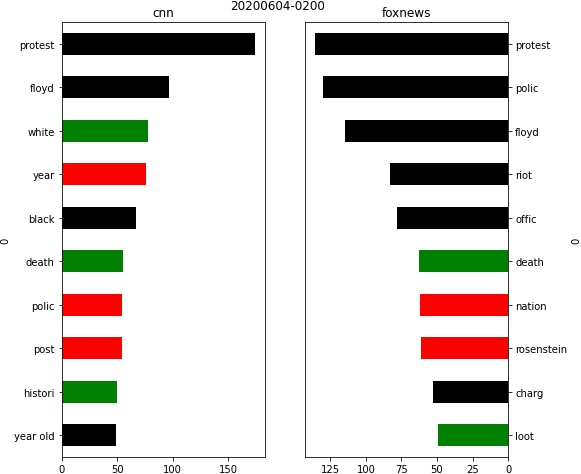 20200604-0200
cnn
foxnews
protest
floyd
white
year
black
death
polic
post
histori
year old
0
0 50 100 150
protest
polic
floyd
riot
offic
death
nation
rosenstein
charg
loot
0
125 100 75 50 25 0